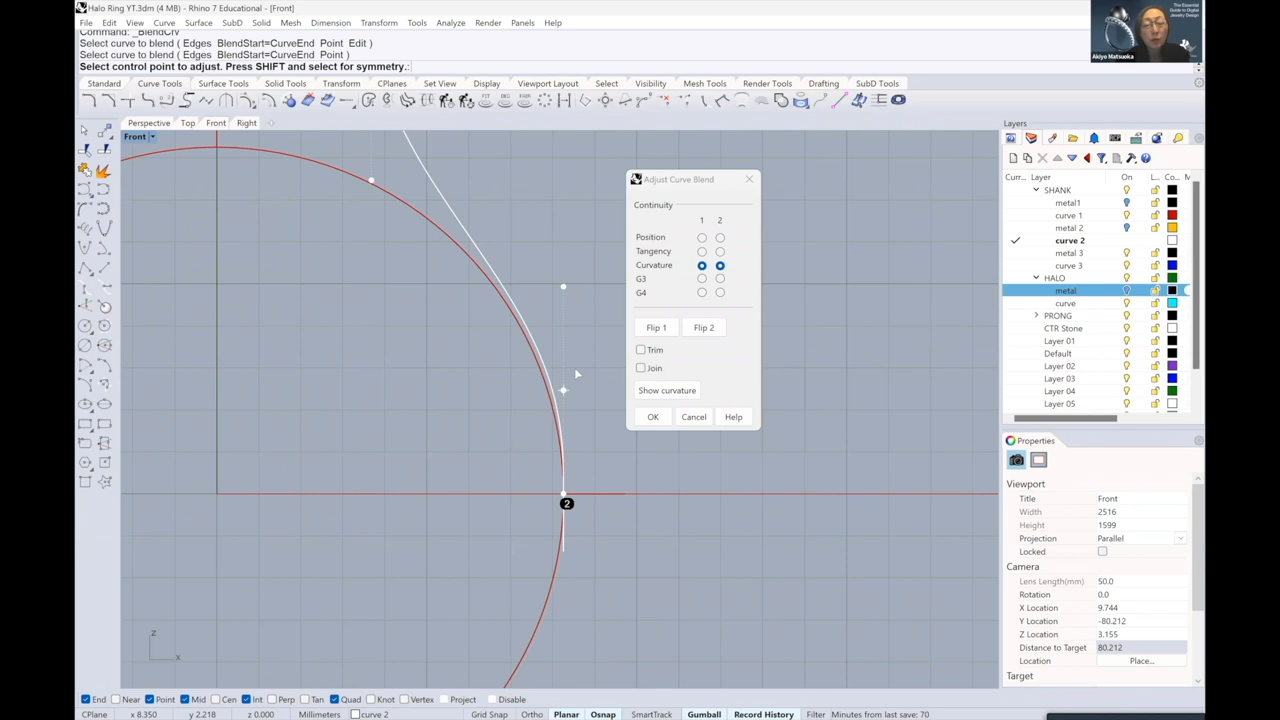 Halo Ring YT.3dm (4 MB) - Rhino 7 Educational - [Front]
File Edit View Curve Surface SubD Solid Mesh Dimension Transform Tools Analyze Render Panels Help
Command: _BlendCrv
Select curve to blend ( Edges BlendStart=CurveEnd Point Edit )
Select curve to blend ( Edges BlendStart=CurveEnd Point )
Select control point to adjust. Press SHIFT and select for symmetry.:
The Essential
Guide to Digital
Jewelry Design
Akiyo Matsuoka
Standard Curve Tools Surface Tools Solid Tools Transform CPlanes Set View Display Viewport Layout Select Visibility Mesh Tools Render Tools Drafting SubD Tools
Perspective Top Front Right
Front
Adjust Curve Blend
Continuity
1 2
Position
Tangency
Curvature
G3
G4
Flip 1 Flip 2
Trim
Join
Show curvature
OK Cancel Help
2
z
x
Layers
Curr... Layer On L... Co... M
SHANK
metal1
curve 1
metal 2
curve 2
metal 3
curve 3
HALO
metal
curve
PRONG
CTR Stone
Layer 01
Default
Layer 02
Layer 03
Layer 04
Layer 05
Properties
Viewport
Title Front
Width 2516
Height 1599
Projection Parallel
Locked
Camera
Lens Length(mm) 50.0
Rotation 0.0
X Location 9.744
Y Location -80.212
Z Location 3.155
Distance to Target 80.212
Location Place...
Target
End Near Point Mid Cen Int Perp Tan Quad Knot Vertex Project Disable
CPlane x 8.350 y 2.218 z 0.000 Millimeters curve 2 Grid Snap Ortho Planar Osnap SmartTrack Gumball Record History Filter Minutes from last save: 70